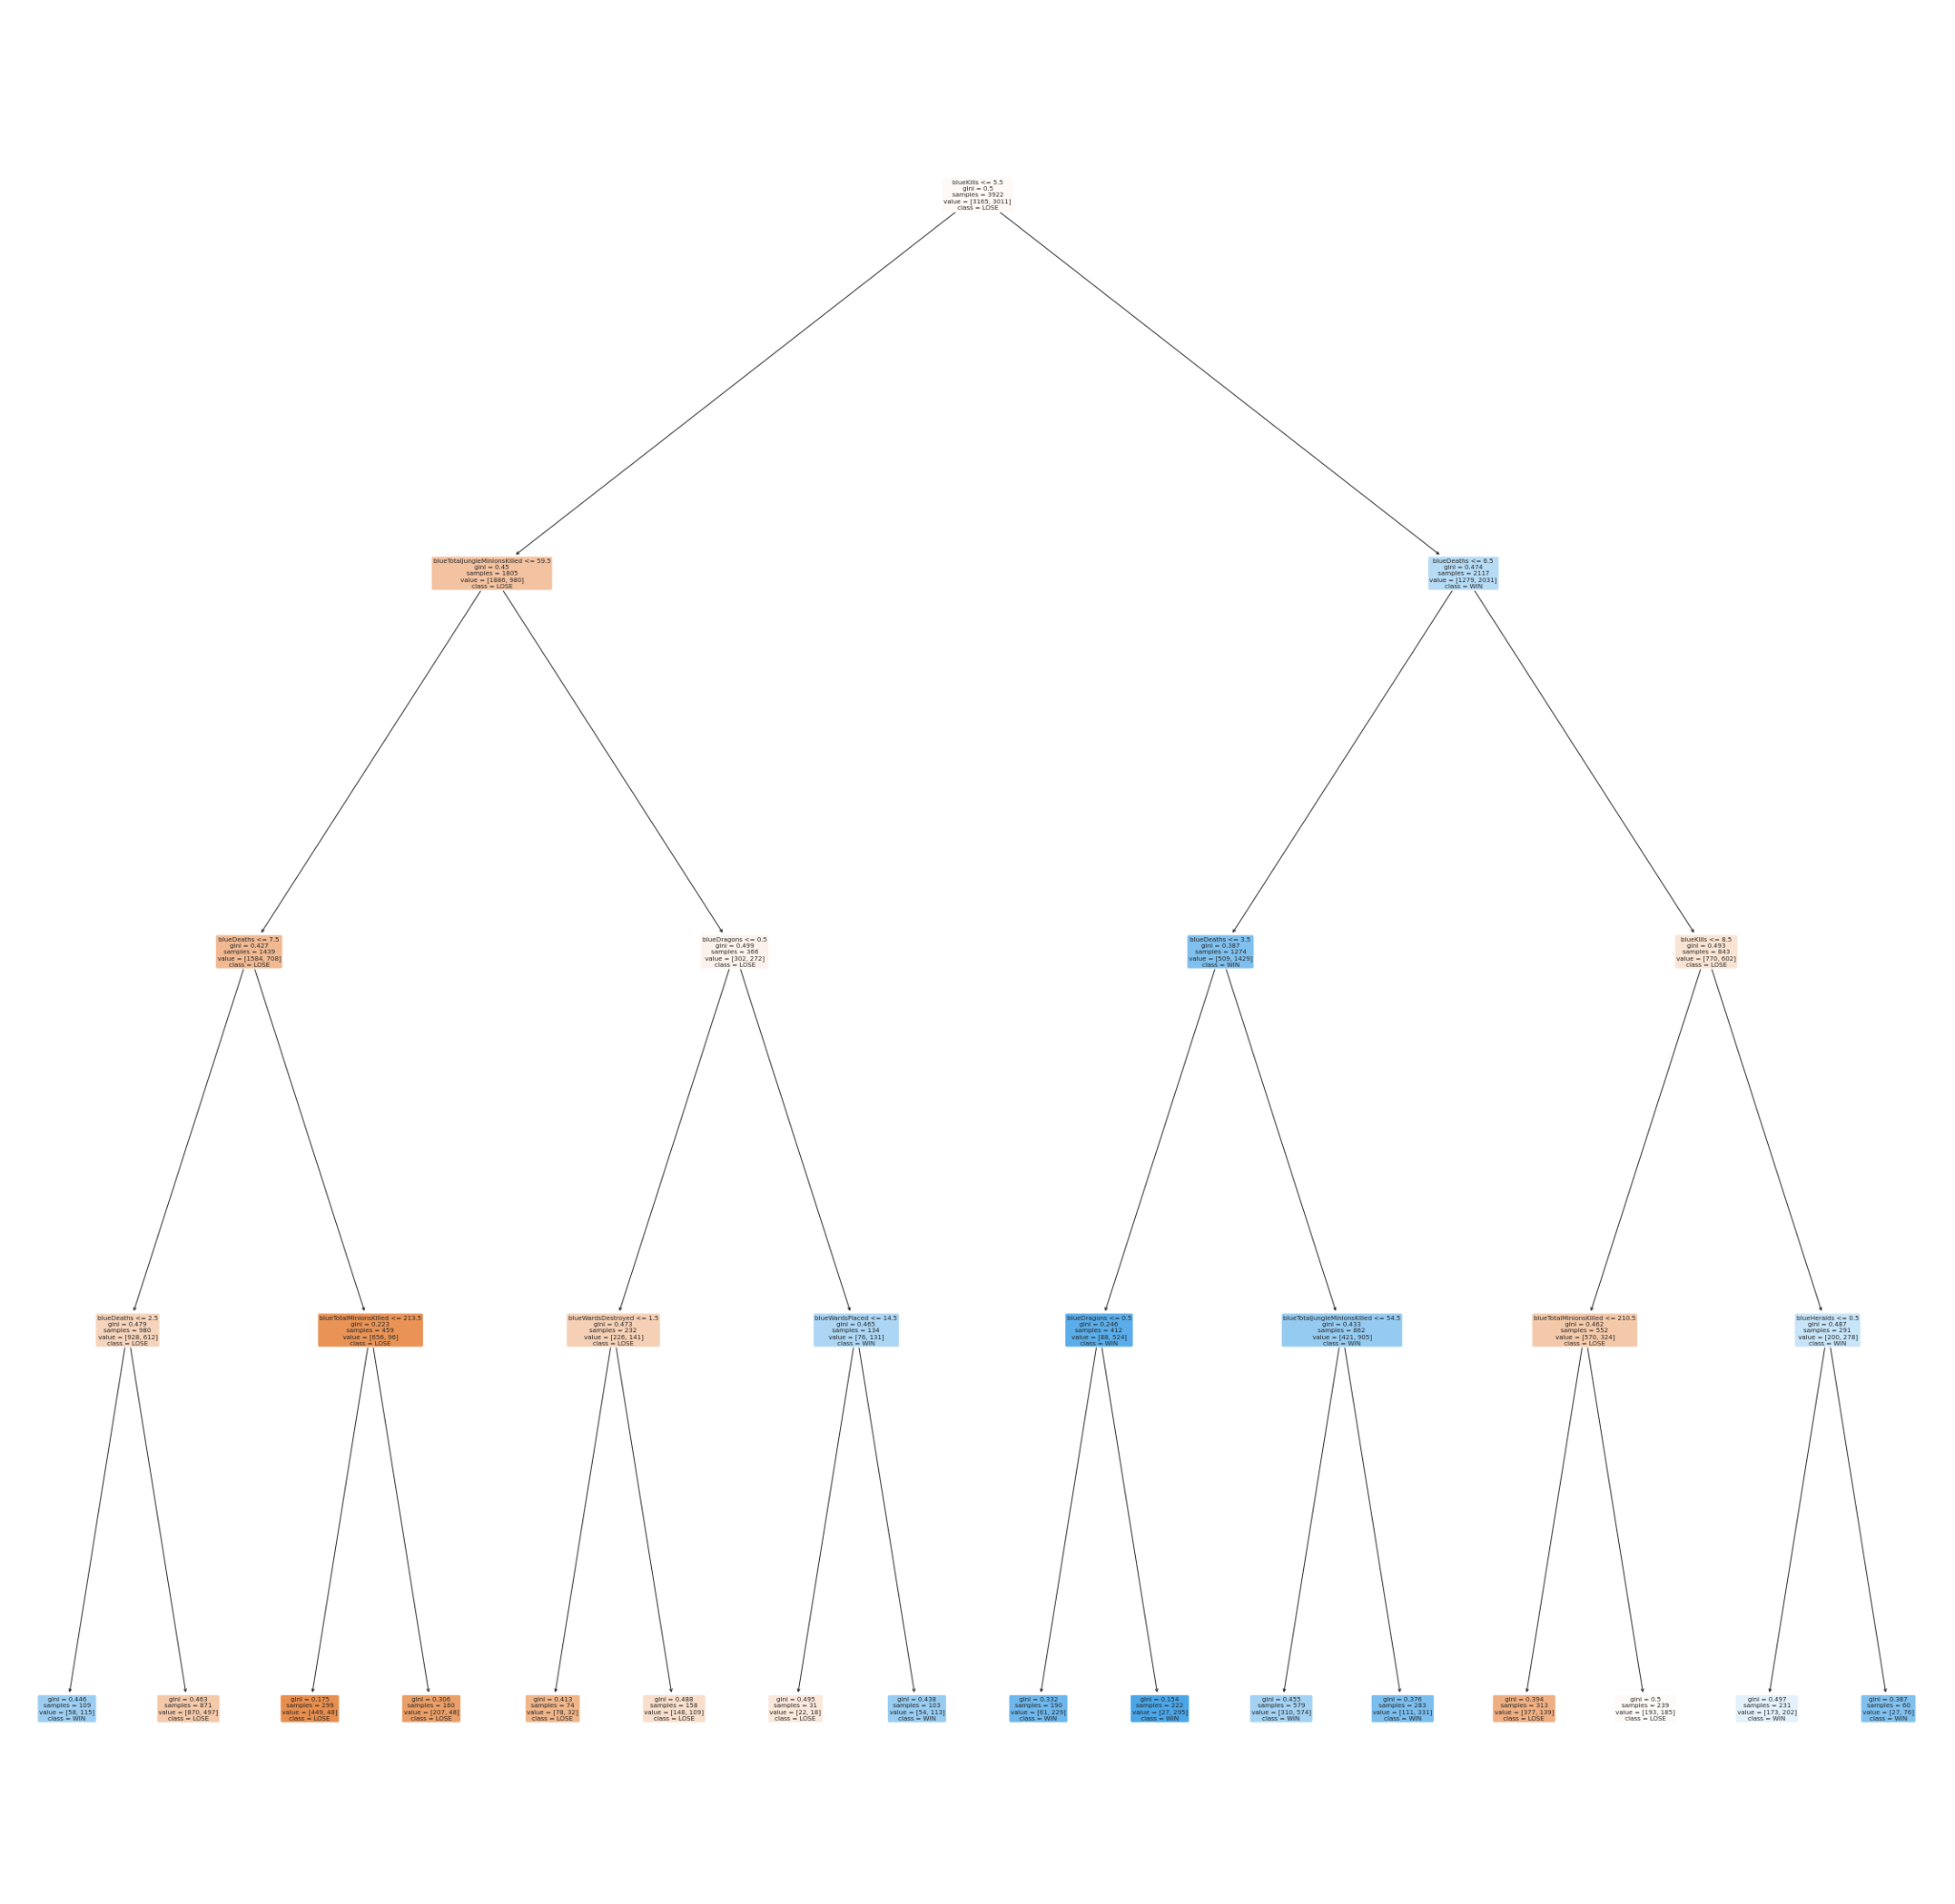 blueKills <= 5.5
gini = 0.5
samples = 3922
value = [3165, 3011]
class = LOSE
blueTotalJungleMinionsKilled <= 59.5
gini = 0.45
samples = 1805
value = [1886, 980]
class = LOSE
blueDeaths <= 6.5
gini = 0.474
samples = 2117
value = [1279, 2031]
class = WIN
blueDeaths <= 7.5
gini = 0.427
samples = 1439
value = [1584, 708]
class = LOSE
blueDragons <= 0.5
gini = 0.499
samples = 366
value = [302, 272]
class = LOSE
blueDeaths <= 3.5
gini = 0.387
samples = 1274
value = [509, 1429]
class = WIN
blueKills <= 8.5
gini = 0.493
samples = 843
value = [770, 602]
class = LOSE
blueDeaths <= 2.5
gini = 0.479
samples = 980
value = [928, 612]
class = LOSE
blueTotalMinionsKilled <= 213.5
gini = 0.223
samples = 459
value = [656, 96]
class = LOSE
blueWardsDestroyed <= 1.5
gini = 0.473
samples = 232
value = [226, 141]
class = LOSE
blueWardsPlaced <= 14.5
gini = 0.465
samples = 134
value = [76, 131]
class = WIN
blueDragons <= 0.5
gini = 0.246
samples = 412
value = [88, 524]
class = WIN
blueTotalJungleMinionsKilled <= 54.5
gini = 0.433
samples = 862
value = [421, 905]
class = WIN
blueTotalMinionsKilled <= 210.5
gini = 0.462
samples = 552
value = [570, 324]
class = LOSE
blueHeralds <= 0.5
gini = 0.487
samples = 291
value = [200, 278]
class = WIN
gini = 0.446
samples = 109
value = [58, 115]
class = WIN
gini = 0.463
samples = 871
value = [870, 497]
class = LOSE
gini = 0.175
samples = 299
value = [449, 48]
class = LOSE
gini = 0.306
samples = 160
value = [207, 48]
class = LOSE
gini = 0.413
samples = 74
value = [78, 32]
class = LOSE
gini = 0.488
samples = 158
value = [148, 109]
class = LOSE
gini = 0.495
samples = 31
value = [22, 18]
class = LOSE
gini = 0.438
samples = 103
value = [54, 113]
class = WIN
gini = 0.332
samples = 190
value = [61, 229]
class = WIN
gini = 0.154
samples = 222
value = [27, 295]
class = WIN
gini = 0.455
samples = 579
value = [310, 574]
class = WIN
gini = 0.376
samples = 283
value = [111, 331]
class = WIN
gini = 0.394
samples = 313
value = [377, 139]
class = LOSE
gini = 0.5
samples = 239
value = [193, 185]
class = LOSE
gini = 0.497
samples = 231
value = [173, 202]
class = WIN
gini = 0.387
samples = 60
value = [27, 76]
class = WIN